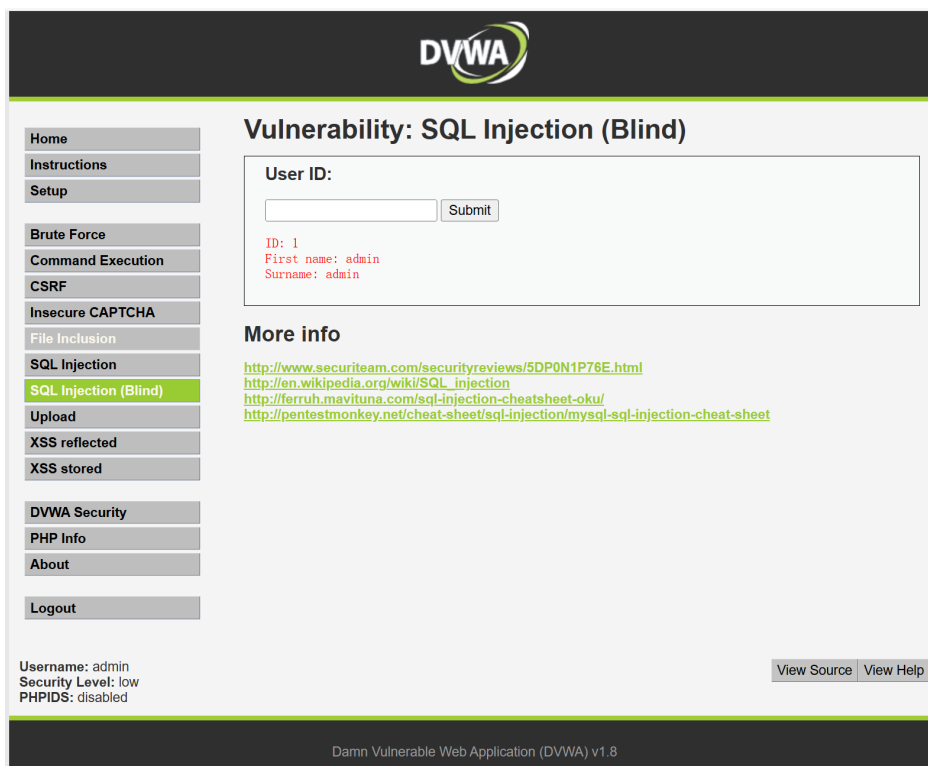 DVWA
Home
Instructions
Setup
Brute Force
Command Execution
CSRF
Insecure CAPTCHA
File Inclusion
SQL Injection
SQL Injection (Blind)
Upload
XSS reflected
XSS stored
DVWA Security
PHP Info
About
Logout
Vulnerability: SQL Injection (Blind)
User ID:
Submit
ID: 1
First name: admin
Surname: admin
More info
http://www.securiteam.com/securityreviews/5DP0N1P76E.html
http://en.wikipedia.org/wiki/SQL_injection
http://ferruh.mavituna.com/sql-injection-cheatsheet-oku/
http://pentestmonkey.net/cheat-sheet/sql-injection/mysql-sql-injection-cheat-sheet
Username: admin
Security Level: low
PHPIDS: disabled
View Source View Help
Damn Vulnerable Web Application (DVWA) v1.8